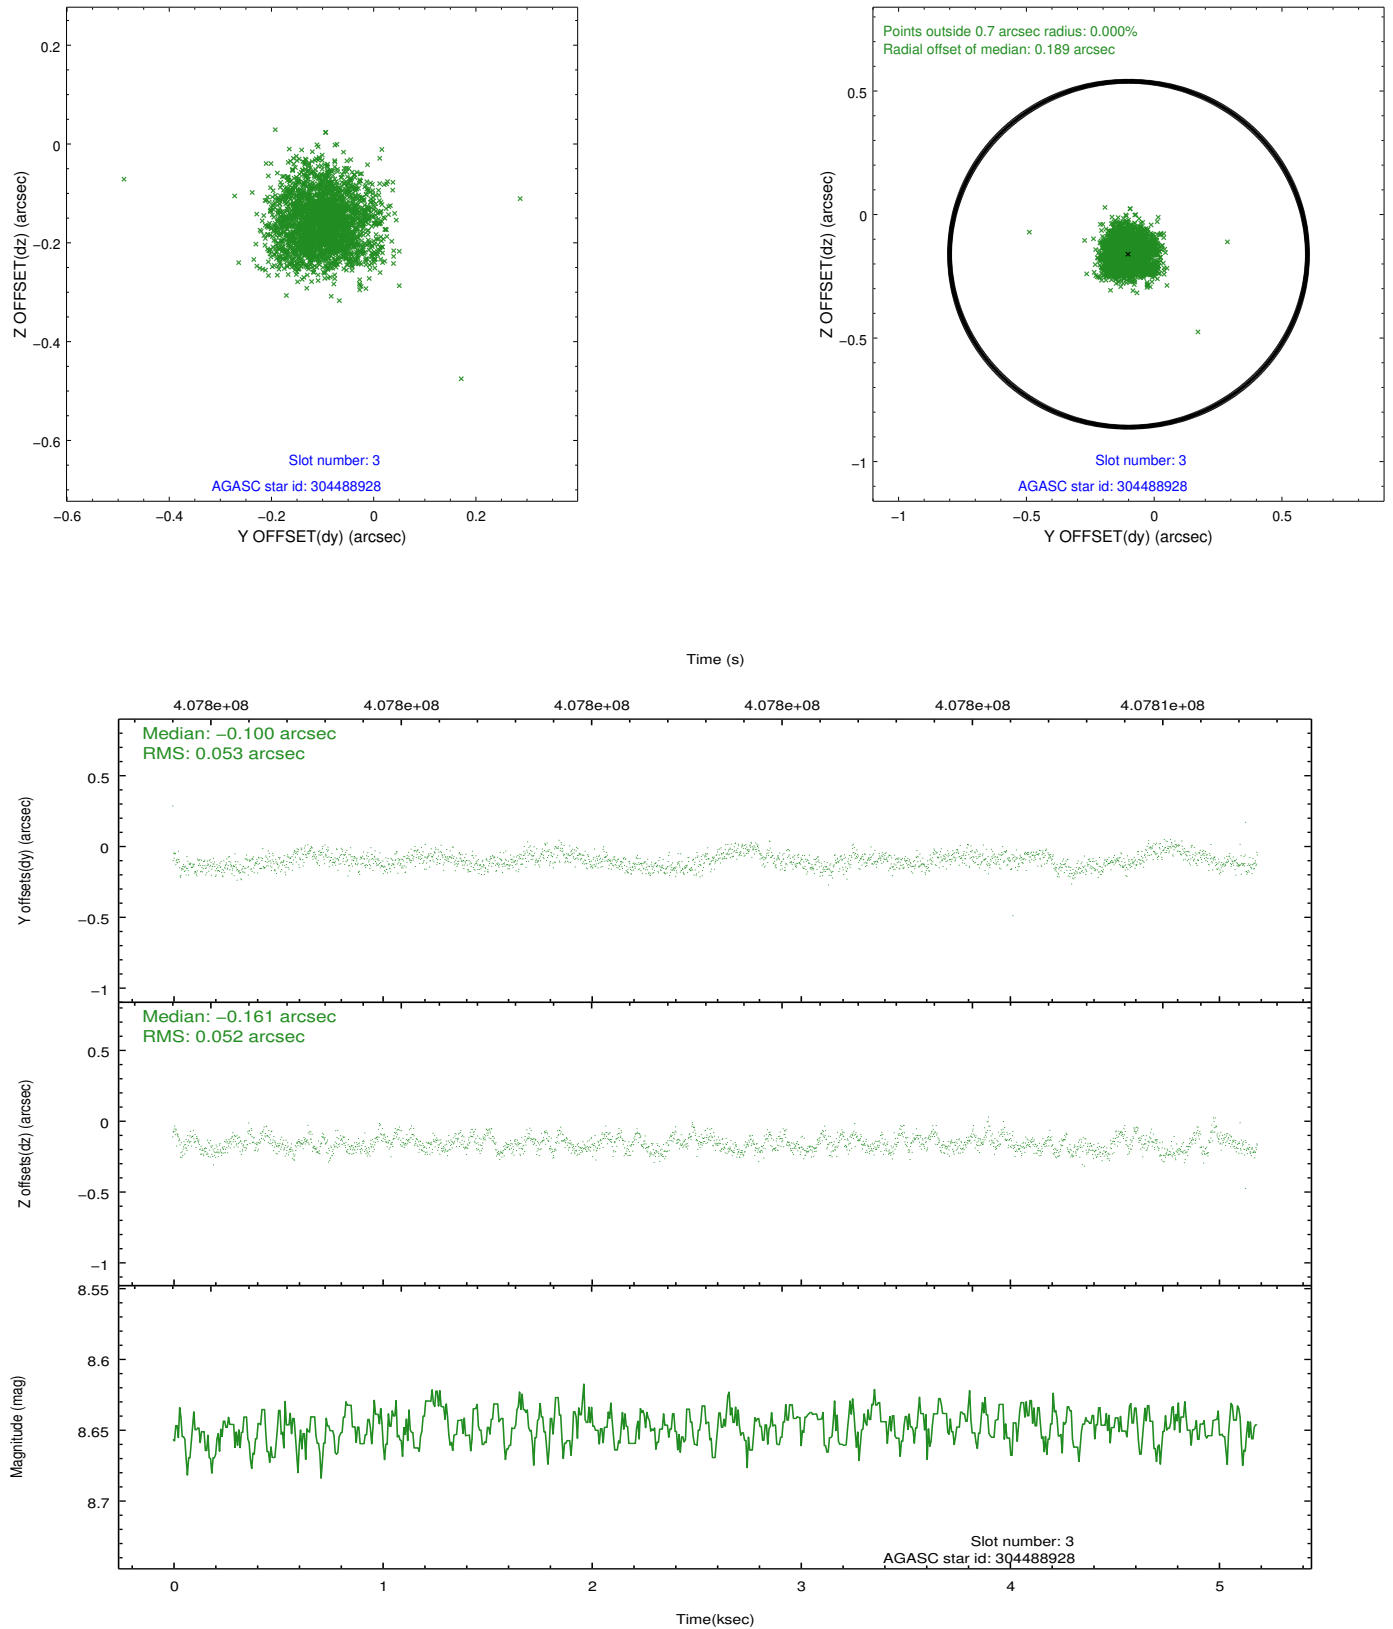 0.2
0
−0.2
−0.4
−0.6
Z OFFSET(dz) (arcsec)
Slot number: 3
AGASC star id: 304488928
−0.6 −0.4 −0.2 0 0.2
Y OFFSET(dy) (arcsec)
Points outside 0.7 arcsec radius: 0.000%
Radial offset of median: 0.189 arcsec
0.5
0
−0.5
−1
Z OFFSET(dz) (arcsec)
Slot number: 3
AGASC star id: 304488928
−1 −0.5 0 0.5
Y OFFSET(dy) (arcsec)
Time (s)
4.078e+08 4.078e+08 4.078e+08 4.078e+08 4.078e+08 4.0781e+08
Median: −0.100 arcsec
RMS: 0.053 arcsec
0.5
0
−0.5
−1
Y offsets(dy) (arcsec)
Median: −0.161 arcsec
RMS: 0.052 arcsec
0.5
0
−0.5
−1
Z offsets(dz) (arcsec)
8.55
8.6
8.65
8.7
Magnitude (mag)
Slot number: 3
AGASC star id: 304488928
0 1 2 3 4 5
Time(ksec)